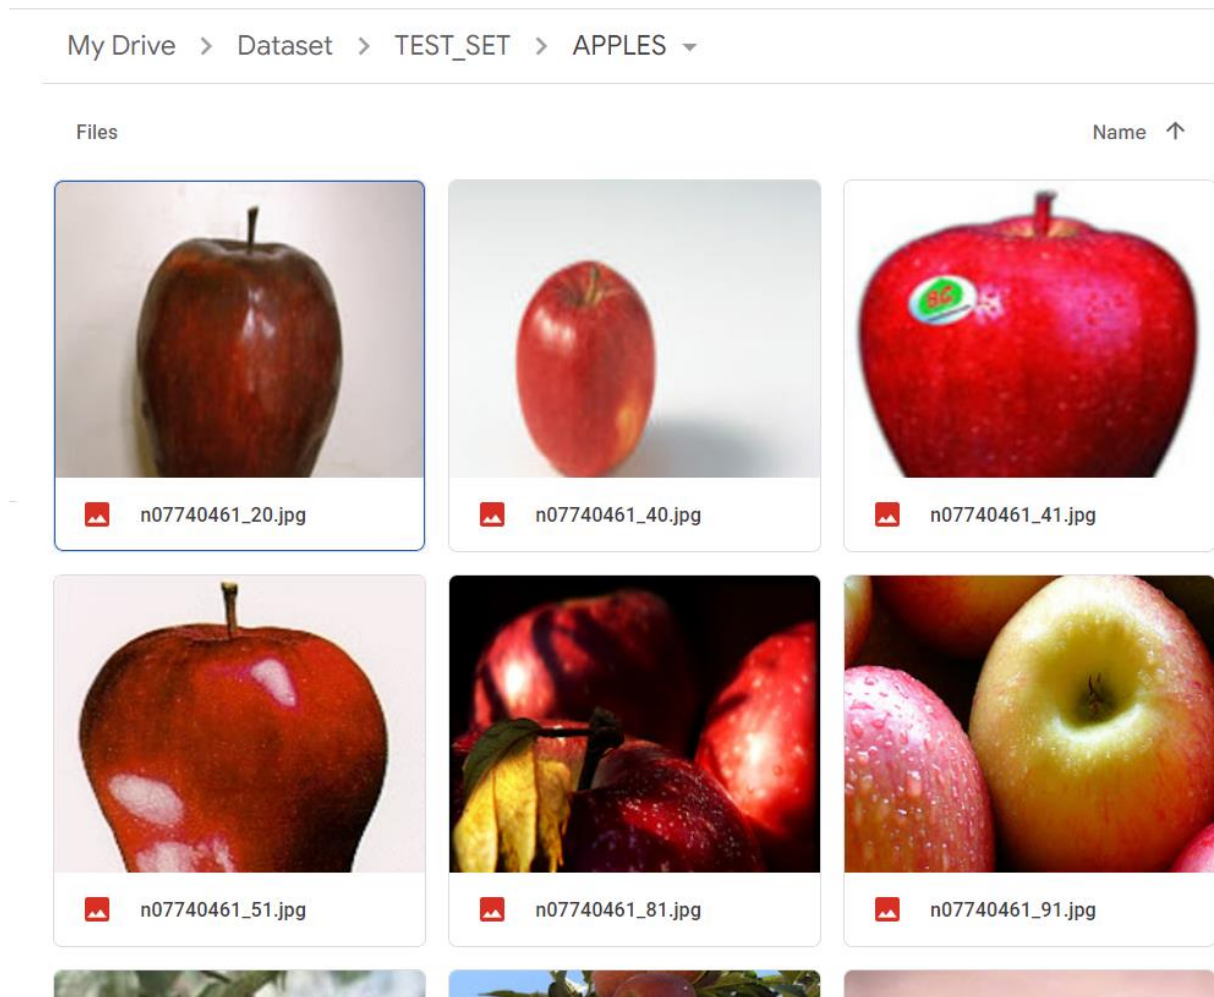 My Drive > Dataset > TEST_SET > APPLES
Files
Name
n07740461_20.jpg
n07740461_40.jpg
8G
n07740461_41.jpg
n07740461_51.jpg
n07740461_81.jpg
n07740461_91.jpg